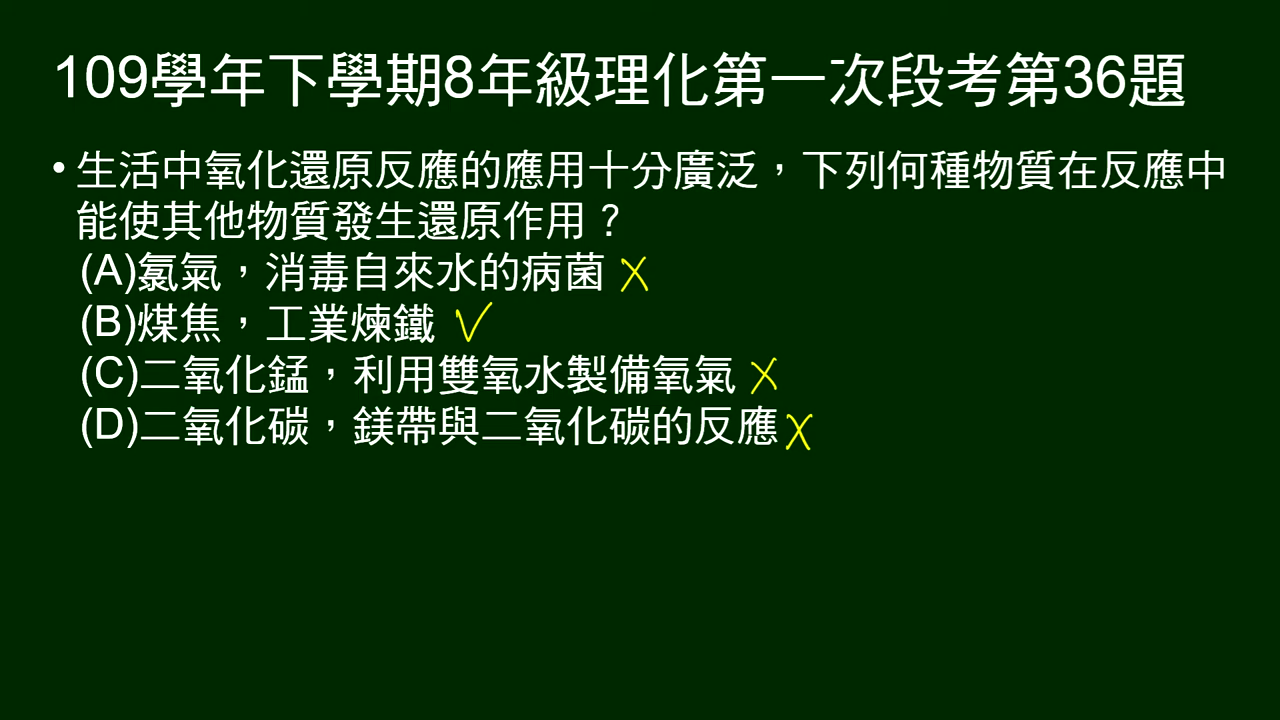 109學年下學期8年級理化第一次段考第36題
• 生活中氧化還原反應的應用十分廣泛，下列何種物質在反應中
能使其他物質發生還原作用？
(A)氯氣，消毒自來水的病菌 X
(B)煤焦，工業煉鐵 ✓
(C)二氧化錳，利用雙氧水製備氧氣 X
(D)二氧化碳，鎂帶與二氧化碳的反應 X